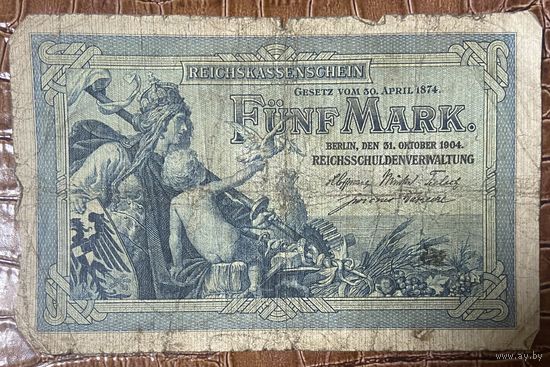 REICHSKASSENSCHEIN
GESETZ VOM 30. APRIL 1874.
FÜNF MARK.
BERLIN, DEN 31. OKTOBER 1904.
REICHSSCHULDENVERWALTUNG
www.ay.by